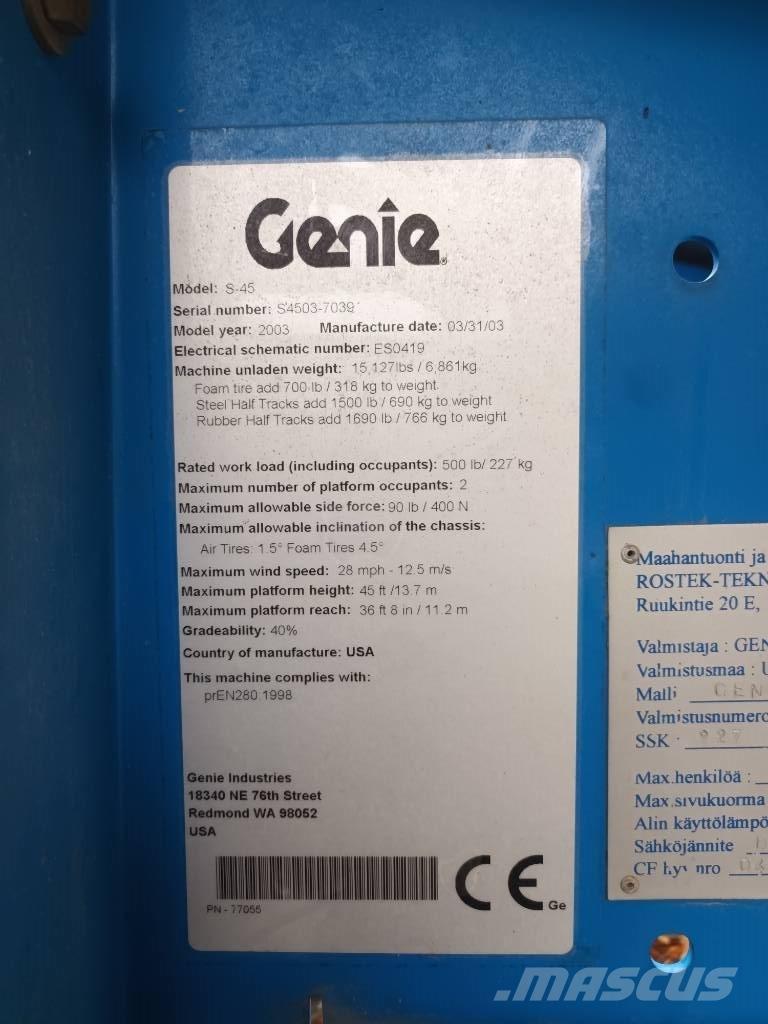 Genie
Model: S-45
Serial number: S4503-7039
Model year: 2003 Manufacture date: 03/31/03
Electrical schematic number: ES0419
Machine unladen weight: 15,127lbs / 6,861kg
Foam tire add 700 lb / 318 kg to weight
Steel Half Tracks add 1500 lb / 690 kg to weight
Rubber Half Tracks add 1690 lb / 766 kg to weight
Rated work load (including occupants): 500 lb/ 227 kg
Maximum number of platform occupants: 2
Maximum allowable side force: 90 lb / 400 N
Maximum allowable inclination of the chassis:
Air Tires: 1.5° Foam Tires 4.5°
Maximum wind speed: 28 mph - 12.5 m/s
Maximum platform height: 45 ft /13.7 m
Maximum platform reach: 36 ft 8 in / 11.2 m
Gradeability: 40%
Country of manufacture: USA
This machine complies with:
prEN280:1998
Genie Industries
18340 NE 76th Street
Redmond WA 98052
USA
PN - 77055
CE Ge
Maahantuonti ja
ROSTEK-TEKN
Ruukintie 20 E,
Valmistaja : GEN
Valmistusmaa : U
Malli GEN
Valmistusnumero
SSK : 927
Max.henkilöä :
Max.sivukuorma
Alin käyttölämpö
Sähköjännite
CF hyv nro
MASCUS